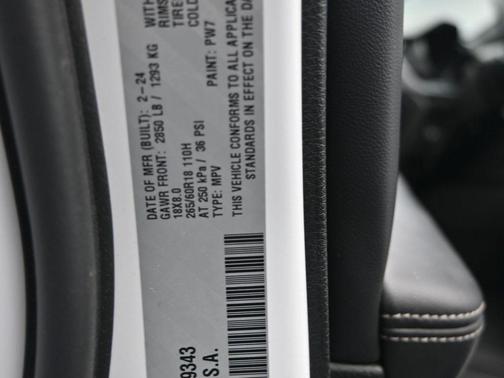 WITH
RIMS
TIRE
COLD
DATE OF MFR (BUILT): 2-24
GAWR FRONT: 2850 LB / 1293 KG
18X8.0
265/60R18 110H
AT 250 kPa / 36 PSI
TYPE: MPV
PAINT: PW7
THIS VEHICLE CONFORMS TO ALL APPLICA
STANDARDS IN EFFECT ON THE DA
9343
S.A.